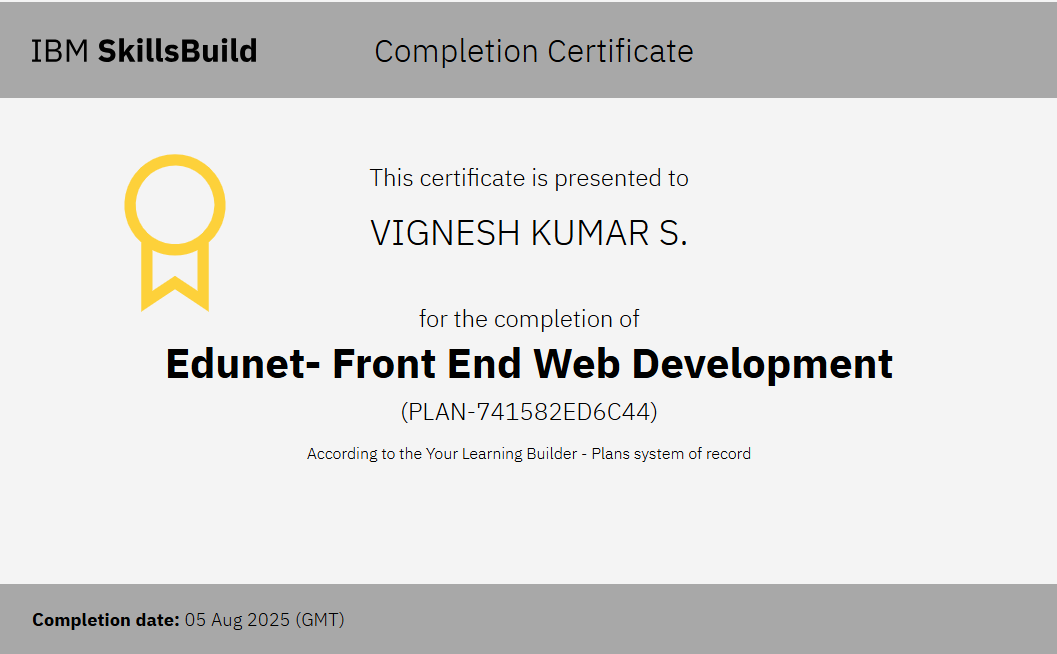 IBM SkillsBuild
Completion Certificate
This certificate is presented to
VIGNESH KUMAR S.
for the completion of
Edunet- Front End Web Development
(PLAN-741582ED6C44)
According to the Your Learning Builder - Plans system of record
Completion date: 05 Aug 2025 (GMT)